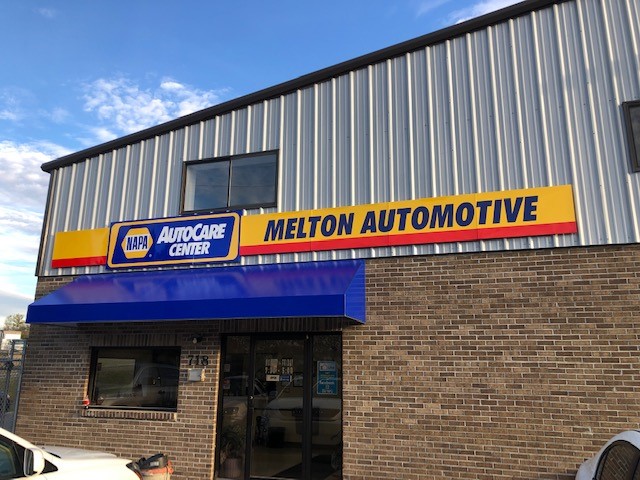 NAPA
AUTOCARE
CENTER
MELTON AUTOMOTIVE
718